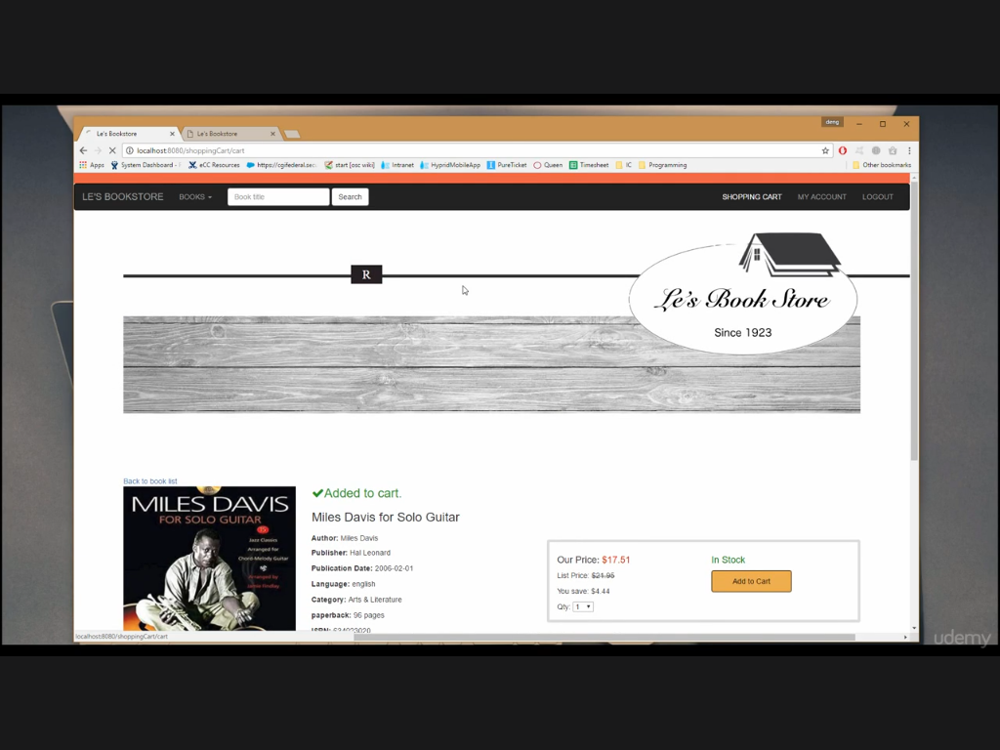 deng
Le's Bookstore
Le's Bookstore
localhost:8080/shoppingCart/cart
Apps System Dashboard - eCC Resources https://cgifederal.se start [osc wiki] Intranet HypridMobileApp PureTicket Queen Timesheet IC Programming Other bookmarks
LE'S BOOKSTORE BOOKS Book title Search SHOPPING CART MY ACCOUNT LOGOUT
R
Le's Book Store
Since 1923
Back to book list
MILES DAVIS
FOR SOLO GUITAR
15
Jazz Classics
Arranged for
Chord-Melody Guitar
Arranged by
Added to cart.
Miles Davis for Solo Guitar
Author: Miles Davis
Publisher: Hal Leonard
Publication Date: 2006-02-01
Language: english
Category: Arts & Literature
paperback: 96 pages
Our Price: $17.51
List Price: $21.95
You save: $4.44
Qty: 1
In Stock
Add to Cart
localhost:8080/shoppingCart/cart
udemy